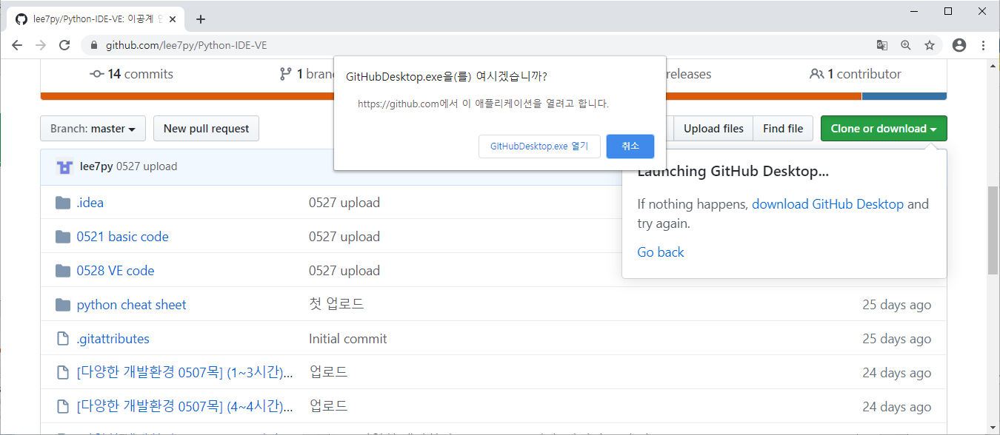 lee7py/Python-IDE-VE: 이공계
github.com/lee7py/Python-IDE-VE
GitHubDesktop.exe을(를) 여시겠습니까?
https://github.com에서 이 애플리케이션을 열려고 합니다.
GitHubDesktop.exe 열기 취소
14 commits 1 releases 1 contributor
Branch: master New pull request Upload files Find file Clone or download
lee7py 0527 upload
Launching GitHub Desktop...
If nothing happens, download GitHub Desktop and
try again.
Go back
.idea 0527 upload
0521 basic code 0527 upload
0528 VE code 0527 upload
python cheat sheet 첫 업로드 25 days ago
.gitattributes Initial commit 25 days ago
[다양한 개발환경 0507목] (1~3시간)... 업로드 24 days ago
[다양한 개발환경 0507목] (4~4시간)... 업로드 24 days ago